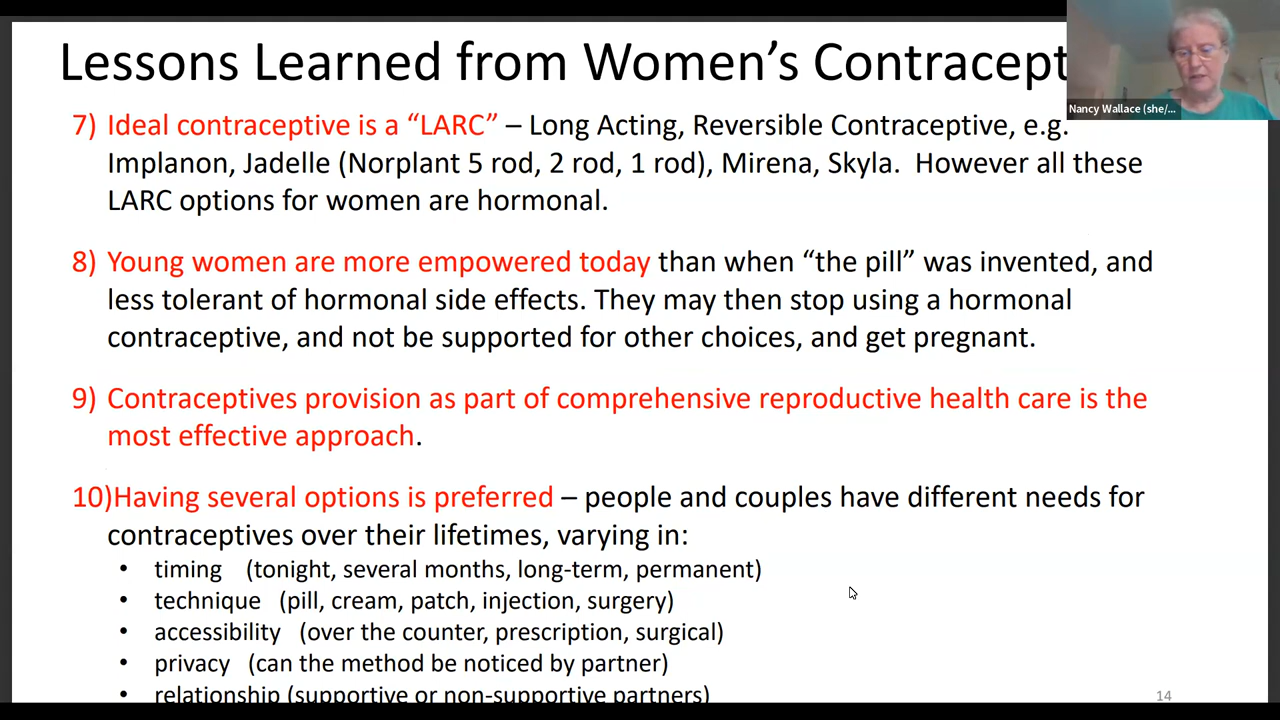 Lessons Learned from Women's Contracept
Nancy Wallace (she/...
7) Ideal contraceptive is a “LARC” – Long Acting, Reversible Contraceptive, e.g.
Implanon, Jadelle (Norplant 5 rod, 2 rod, 1 rod), Mirena, Skyla.  However all these
LARC options for women are hormonal.
8) Young women are more empowered today than when “the pill” was invented, and
less tolerant of hormonal side effects. They may then stop using a hormonal
contraceptive, and not be supported for other choices, and get pregnant.
9) Contraceptives provision as part of comprehensive reproductive health care is the
most effective approach.
10)Having several options is preferred – people and couples have different needs for
contraceptives over their lifetimes, varying in:
• timing (tonight, several months, long-term, permanent)
• technique (pill, cream, patch, injection, surgery)
• accessibility (over the counter, prescription, surgical)
• privacy (can the method be noticed by partner)
• relationship (supportive or non-supportive partners)
14